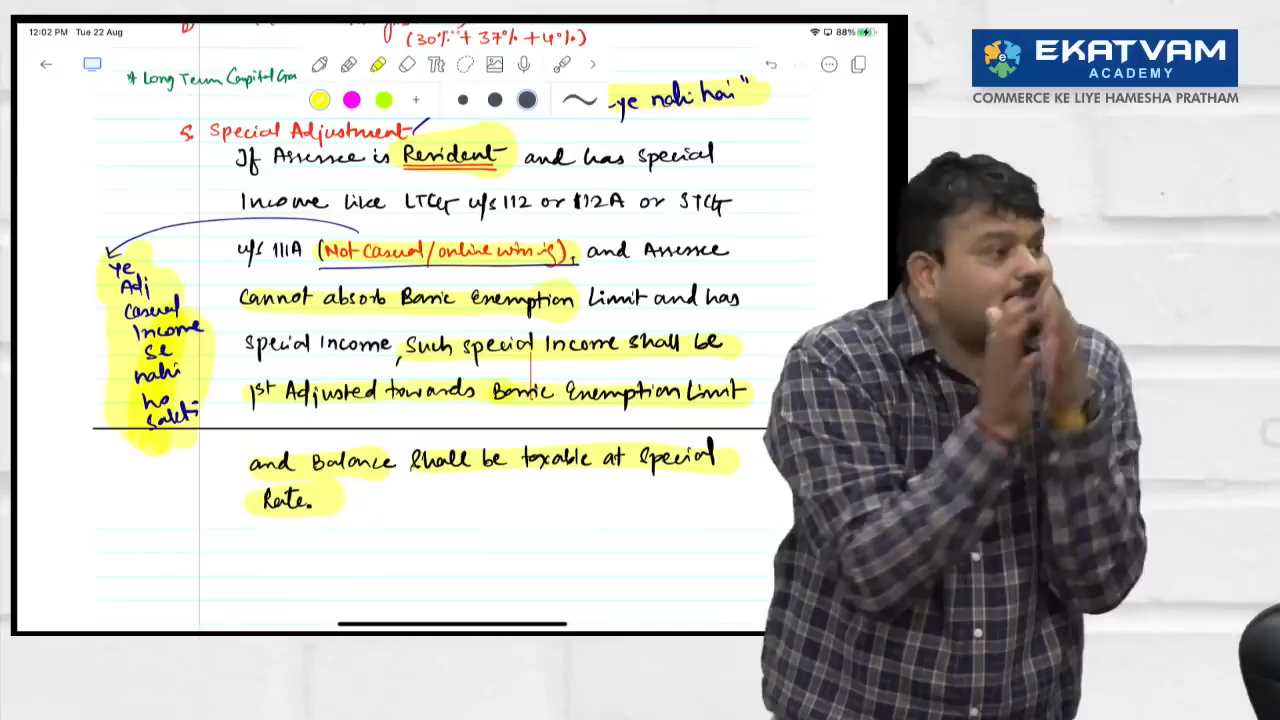 12:02 PM Tue 22 Aug
88%
(30% + 37% + 4%)
* Long Term Capital
ye nahi hai"
5. Special Adjustment
If Assessee is Resident and has special
Income like LTCG u/s 112 or 112A or STCG
u/s 111A (Not Casual/online winnig), and Assessee
Cannot absorb Basic Exemption Limit and has
special Income, Such special Income shall be
1st Adjusted towards Basic Exemption Limit
and Balance Shall be taxable at Special
Rate.
ye
Adj
Casual
Income
se
nahi
ho
Sakti
EKATVAM
ACADEMY
COMMERCE KE LIYE HAMESHA PRATHAM